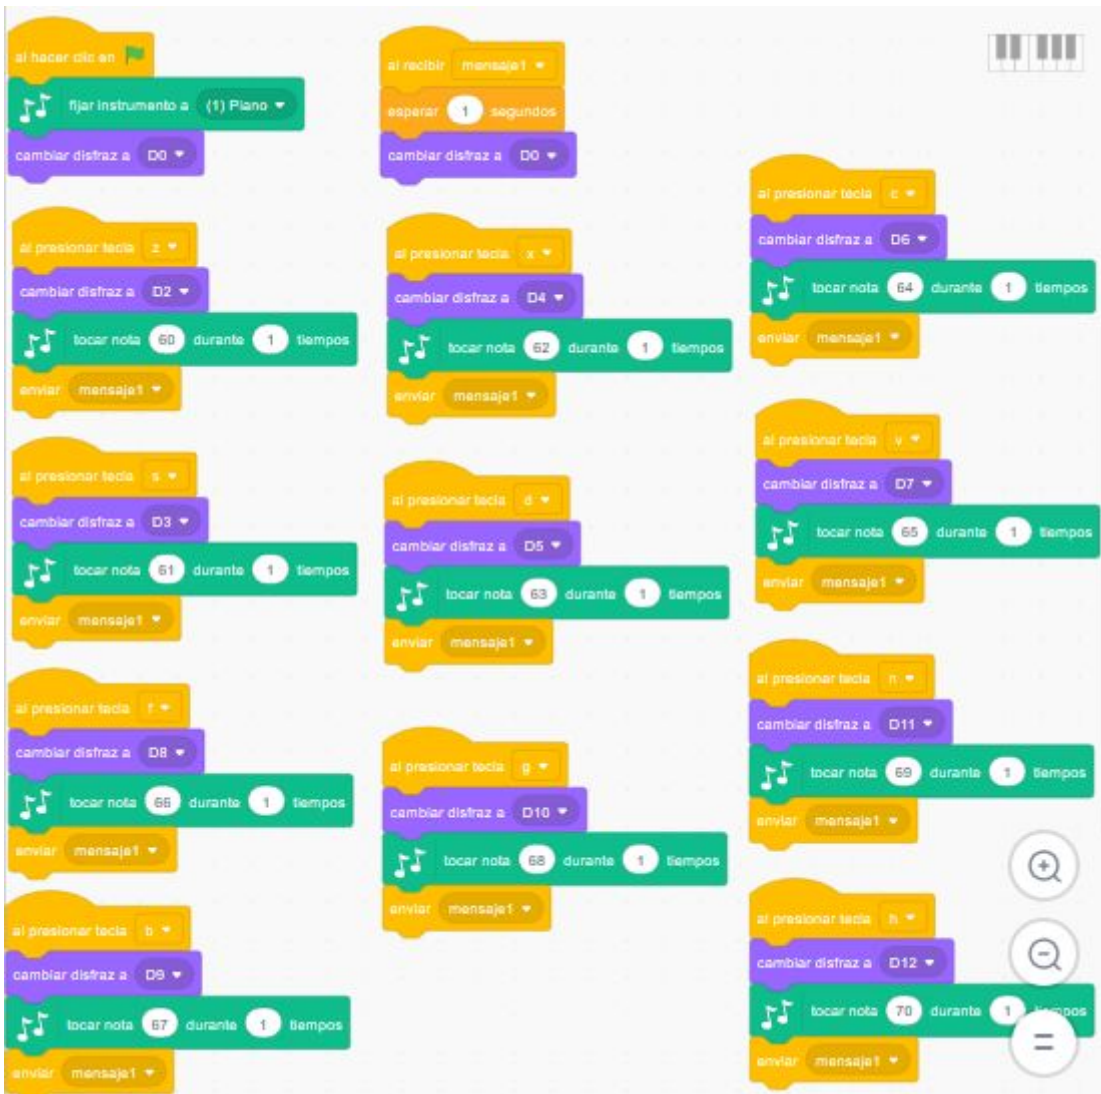 al hacer clic en
fijar instrumento a (1) Piano
cambiar disfraz a D0
al presionar tecla z
cambiar disfraz a D2
tocar nota 60 durante 1 tiempos
enviar mensaje1
al presionar tecla s
cambiar disfraz a D3
tocar nota 61 durante 1 tiempos
enviar mensaje1
al presionar tecla f
cambiar disfraz a D8
tocar nota 66 durante 1 tiempos
enviar mensaje1
al presionar tecla b
cambiar disfraz a D9
tocar nota 67 durante 1 tiempos
enviar mensaje1
al recibir mensaje1
esperar 1 segundos
cambiar disfraz a D0
al presionar tecla x
cambiar disfraz a D4
tocar nota 62 durante 1 tiempos
enviar mensaje1
al presionar tecla d
cambiar disfraz a D5
tocar nota 63 durante 1 tiempos
enviar mensaje1
al presionar tecla g
cambiar disfraz a D10
tocar nota 68 durante 1 tiempos
enviar mensaje1
al presionar tecla c
cambiar disfraz a D6
tocar nota 64 durante 1 tiempos
enviar mensaje1
al presionar tecla v
cambiar disfraz a D7
tocar nota 65 durante 1 tiempos
enviar mensaje1
al presionar tecla n
cambiar disfraz a D11
tocar nota 69 durante 1 tiempos
enviar mensaje1
al presionar tecla h
cambiar disfraz a D12
tocar nota 70 durante 1 tiempos
enviar mensaje1